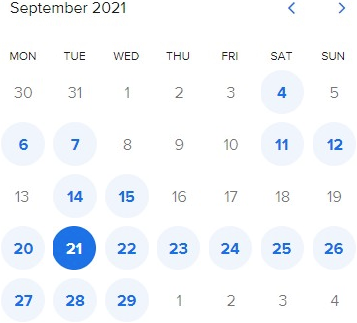 September 2021
MON TUE WED THU FRI SAT SUN
30 31 1 2 3 4 5
6 7 8 9 10 11 12
13 14 15 16 17 18 19
20 21 22 23 24 25 26
27 28 29 1 2 3 4